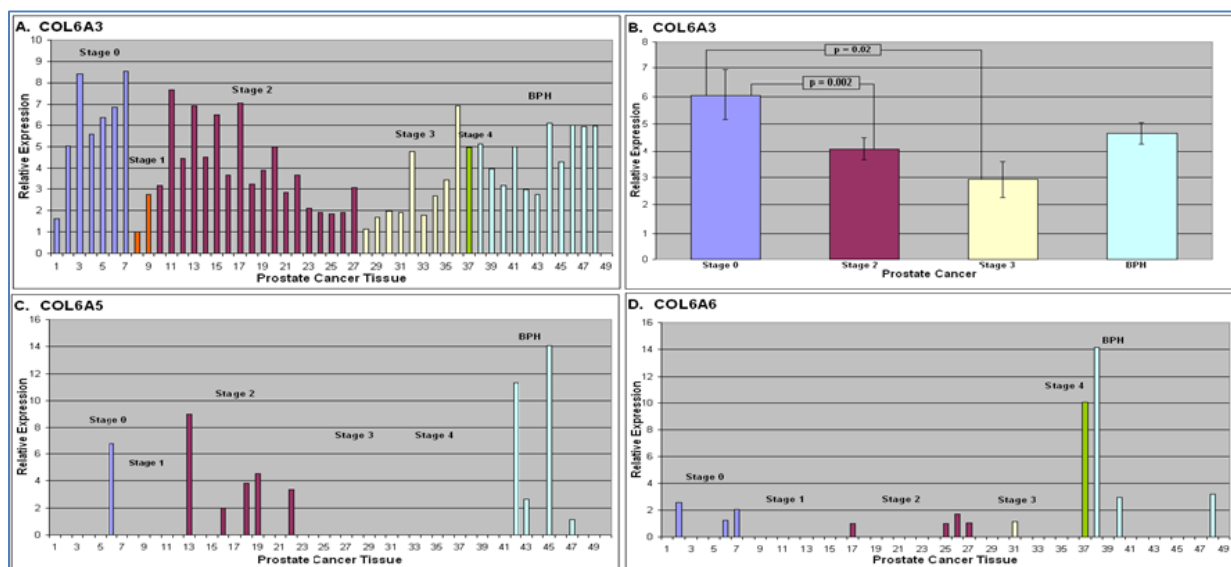 A. COL6A3
Relative Expression
10
9
8
7
6
5
4
3
2
1
0
Stage 0
Stage 1
Stage 2
Stage 3
Stage 4
BPH
1 3 5 7 9 11 13 15 17 19 21 23 25 27 29 31 33 35 37 39 41 43 45 47 49
Prostate Cancer Tissue
B. COL6A3
Relative Expression
8
7
6
5
4
3
2
1
0
p = 0.02
p = 0.002
Stage 0 Stage 2 Stage 3 BPH
Prostate Cancer
C. COL6A5
Relative Expression
16
14
12
10
8
6
4
2
0
Stage 0
Stage 1
Stage 2
Stage 3
Stage 4
BPH
1 3 5 7 9 11 13 15 17 19 21 23 25 27 29 31 33 35 37 39 41 43 45 47 49
Prostate Cancer Tissue
D. COL6A6
Relative Expression
16
14
12
10
8
6
4
2
0
Stage 0
Stage 1
Stage 2
Stage 3
Stage 4
BPH
1 3 5 7 9 11 13 15 17 19 21 23 25 27 29 31 33 35 37 39 41 43 45 47 49
Prostate Cancer Tissue